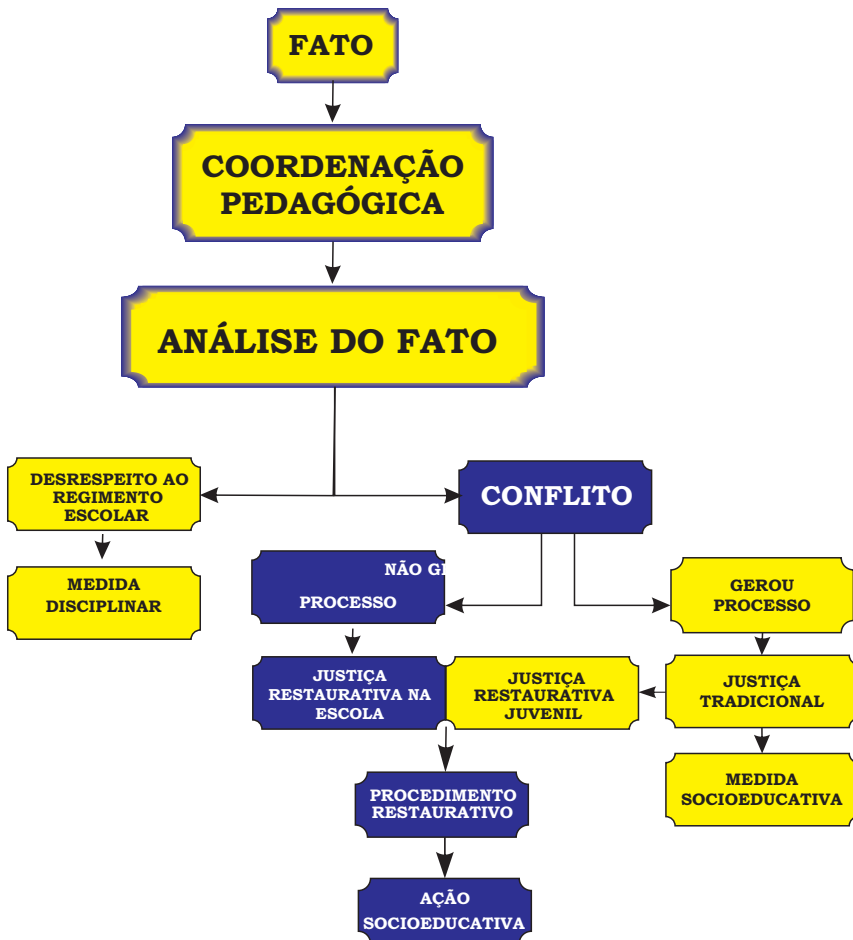 FATO
COORDENAÇÃO
PEDAGÓGICA
ANÁLISE DO FATO
DESRESPEITO AO
REGIMENTO
ESCOLAR
CONFLITO
MEDIDA
DISCIPLINAR
NÃO
PROCESSO
GEROU
PROCESSO
JUSTIÇA
RESTAURATIVA NA
ESCOLA
JUSTIÇA
RESTAURATIVA
JUVENIL
JUSTIÇA
TRADICIONAL
PROCEDIMENTO
RESTAURATIVO
MEDIDA
SOCIOEDUCATIVA
AÇÃO
SOCIOEDUCATIVA